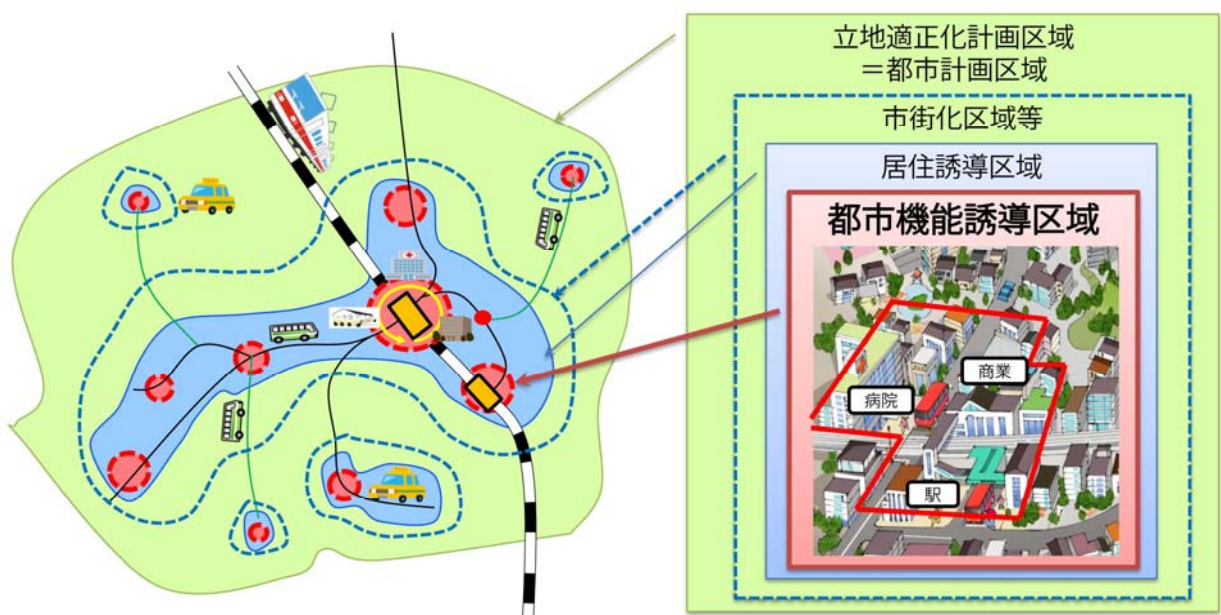 立地適正化計画区域
＝都市計画区域
市街化区域等
居住誘導区域
都市機能誘導区域
商業
病院
駅